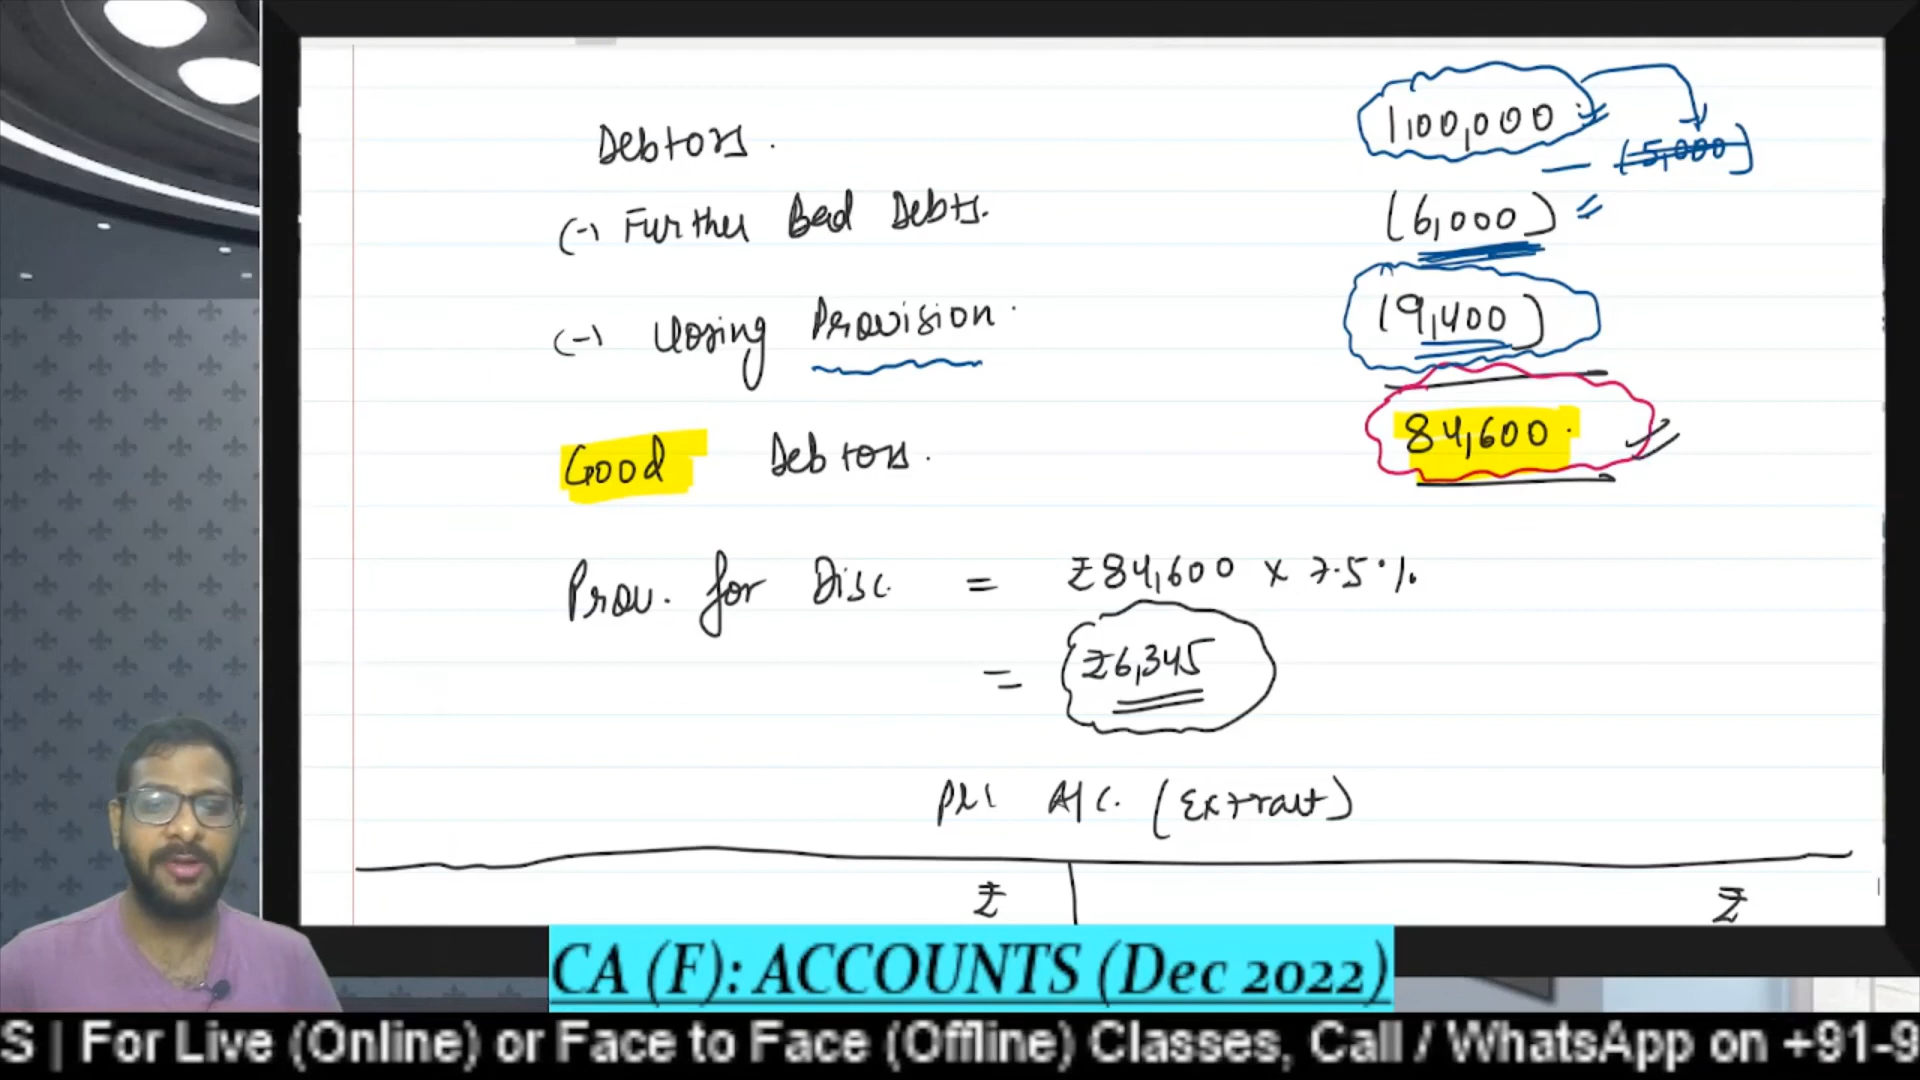 Debtors. 1,00,000
— (5,000)
(-) Further Bad Debts. (6,000) =
(-) Closing Provision. (9,400)
Good Debtors. 84,600.
Prov. for Disc. = ₹84,600 x 7.5%
= ₹6,345
P&L A/C. (Extract)
₹ ₹
CA (F): ACCOUNTS (Dec 2022)
S | For Live (Online) or Face to Face (Offline) Classes, Call / WhatsApp on +91-9